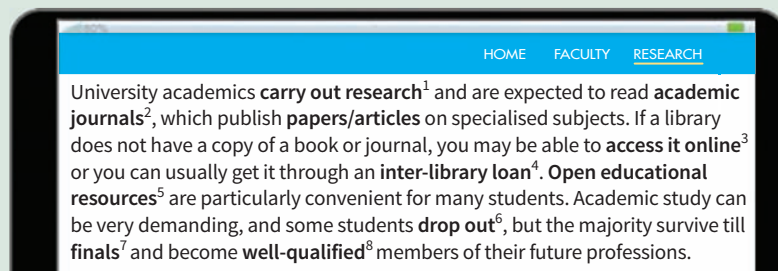 HOME FACULTY RESEARCH
University academics carry out research1 and are expected to read academic
journals2, which publish papers/articles on specialised subjects. If a library
does not have a copy of a book or journal, you may be able to access it online3
or you can usually get it through an inter-library loan4. Open educational
resources5 are particularly convenient for many students. Academic study can
be very demanding, and some students drop out6, but the majority survive till
finals7 and become well-qualified8 members of their future professions.